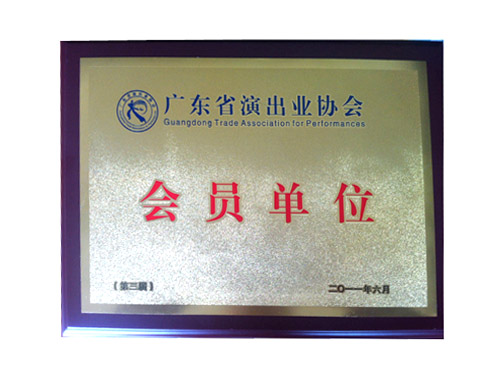 广东省演出业协会
Guangdong Trade Association for Performances
会员单位
（第三届）
二〇一一年六月